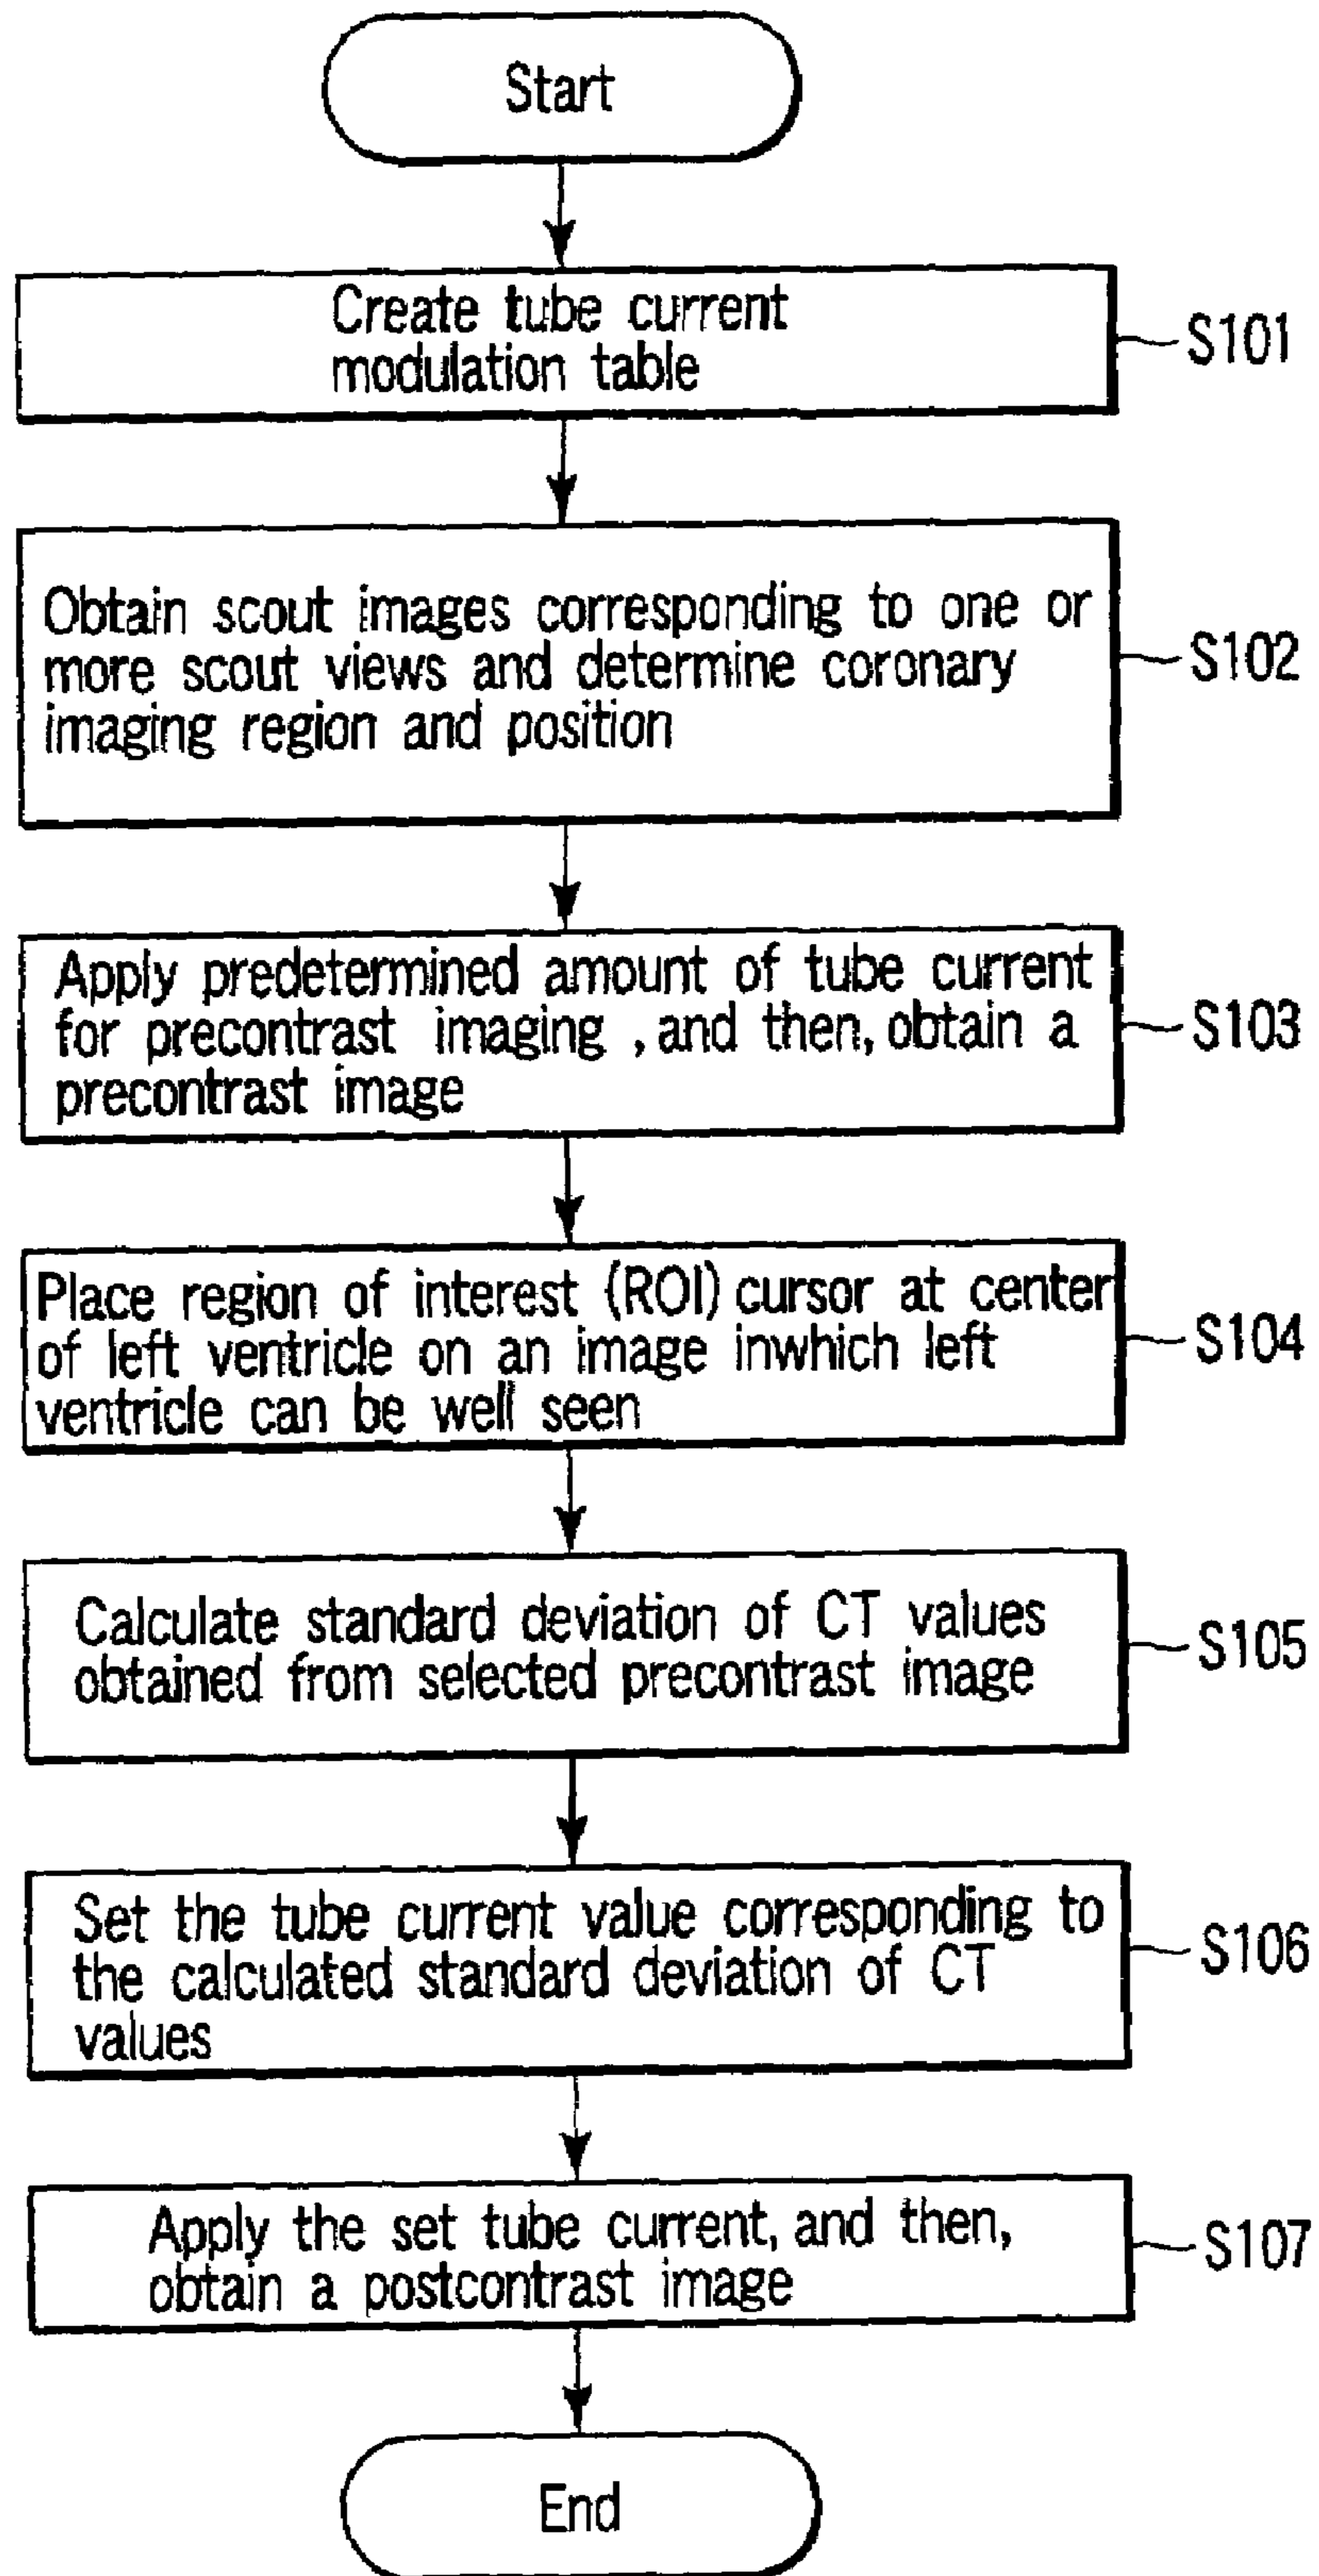 Start
Create tube current
modulation table
S101
Obtain scout images corresponding to one or
more scout views and determine coronary
imaging region and position
S102
Apply predetermined amount of tube current
for precontrast imaging , and then, obtain a
precontrast image
S103
Place region of interest (ROI) cursor at center
of left ventricle on an image inwhich left
ventricle can be well seen
S104
Calculate standard deviation of CT values
obtained from selected precontrast image
S105
Set the tube current value corresponding to
the calculated standard deviation of CT
values
S106
Apply the set tube current, and then,
obtain a postcontrast image
S107
End